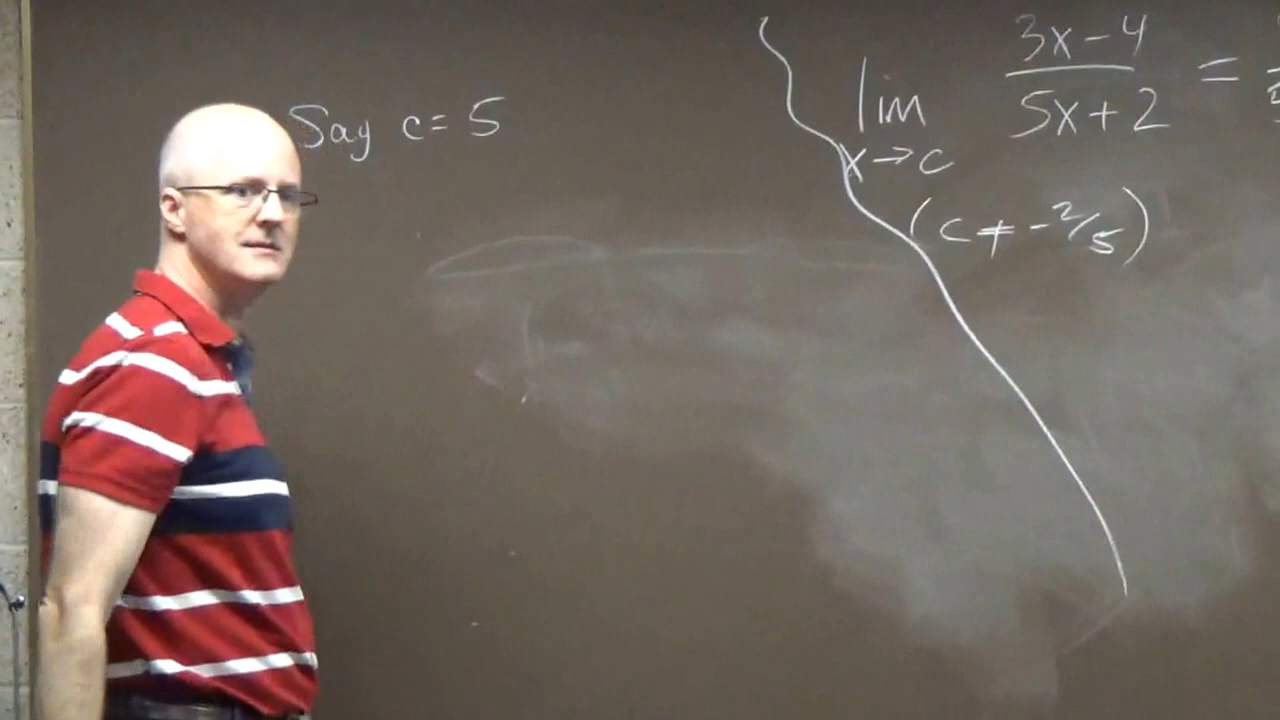 Say c = 5
lim x→c (3x-4)/(5x+2) =
(c ≠ -2/5)